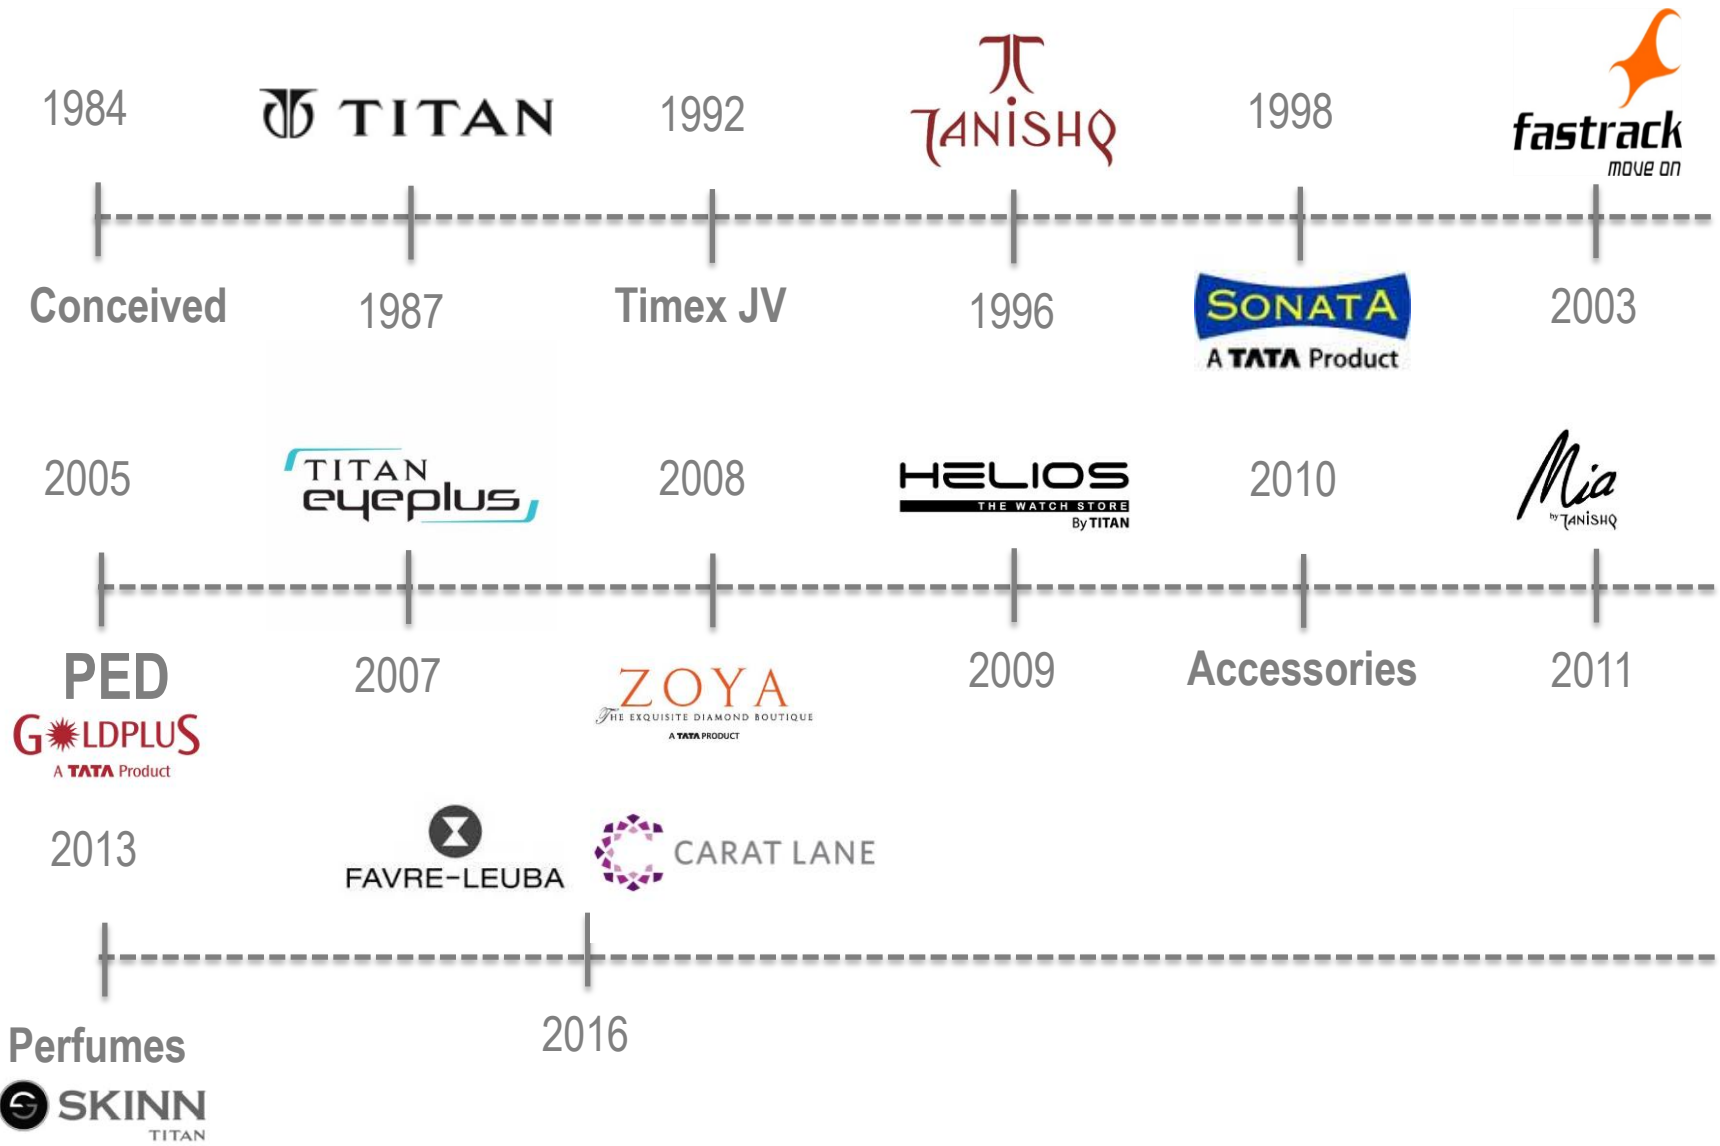 1984
TITAN
1992
TANISHQ
1998
fastrack
move on
Conceived
1987
Timex JV
1996
SONATA
A TATA Product
2003
2005
TITAN
eyeplus
2008
HELIOS
THE WATCH STORE
By TITAN
2010
Mia
by TANISHQ
PED
GOLDPLUS
A TATA Product
2007
ZOYA
THE EXQUISITE DIAMOND BOUTIQUE
A TATA PRODUCT
2009
Accessories
2011
2013
FAVRE-LEUBA
CARAT LANE
Perfumes
SKINN
TITAN
2016